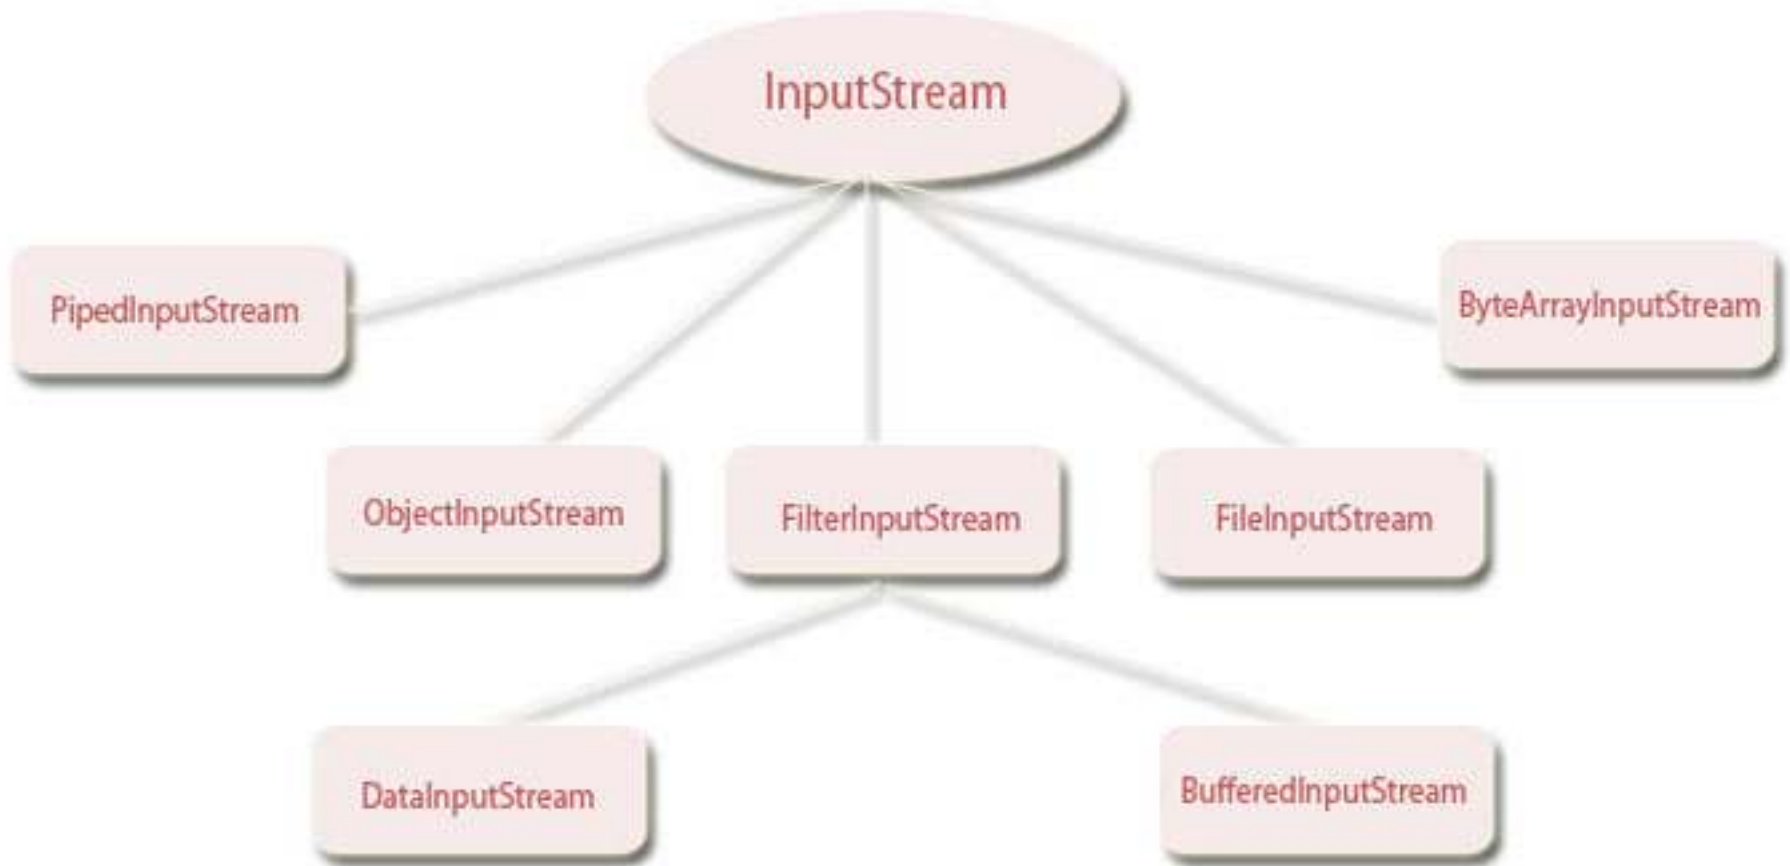 InputStream
PipedInputStream
ByteArrayInputStream
ObjectInputStream
FilterInputStream
FileInputStream
DataInputStream
BufferedInputStream